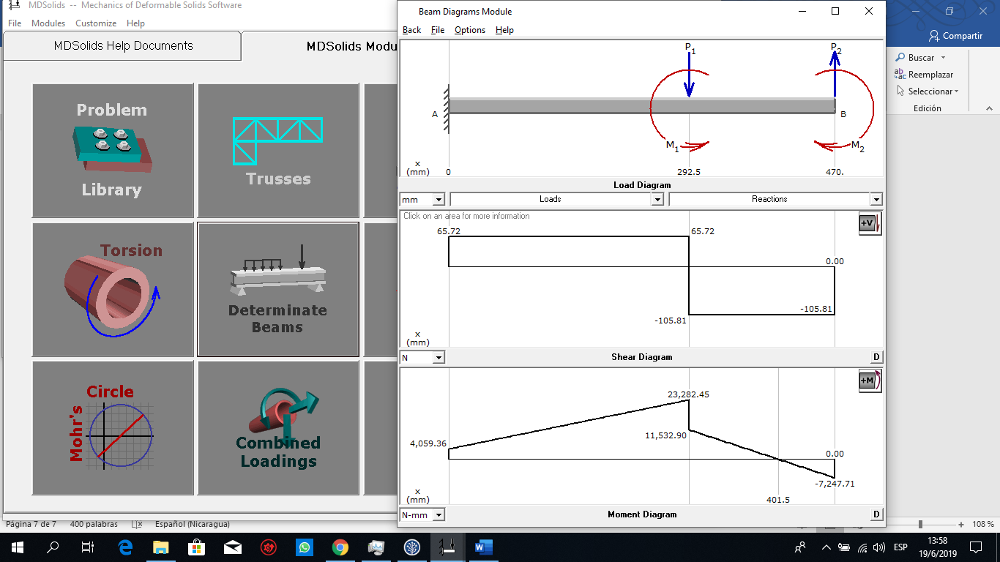 MDSolids -- Mechanics of Deformable Solids Software
File Modules Customize Help
MDSolids Help Documents
MDSolids Modu
Problem
Library
Trusses
Torsion
Determinate
Beams
Circle
Mohr's
Combined
Loadings
Beam Diagrams Module
Back File Options Help
P1
P2
A
B
M1
M2
x
(mm)
0
292.5
470.
Load Diagram
mm
Loads
Reactions
Click on an area for more information
+V
65.72
65.72
0.00
-105.81
-105.81
x
(mm)
N
Shear Diagram
D
+M
23,282.45
4,059.36
11,532.90
0.00
-7,247.71
x
(mm)
401.5
N-mm
Moment Diagram
D
Compartir
Buscar
ab
ac
Reemplazar
Seleccionar
Edición
Página 7 de 7
400 palabras
Español (Nicaragua)
108 %
ESP
13:58
19/6/2019